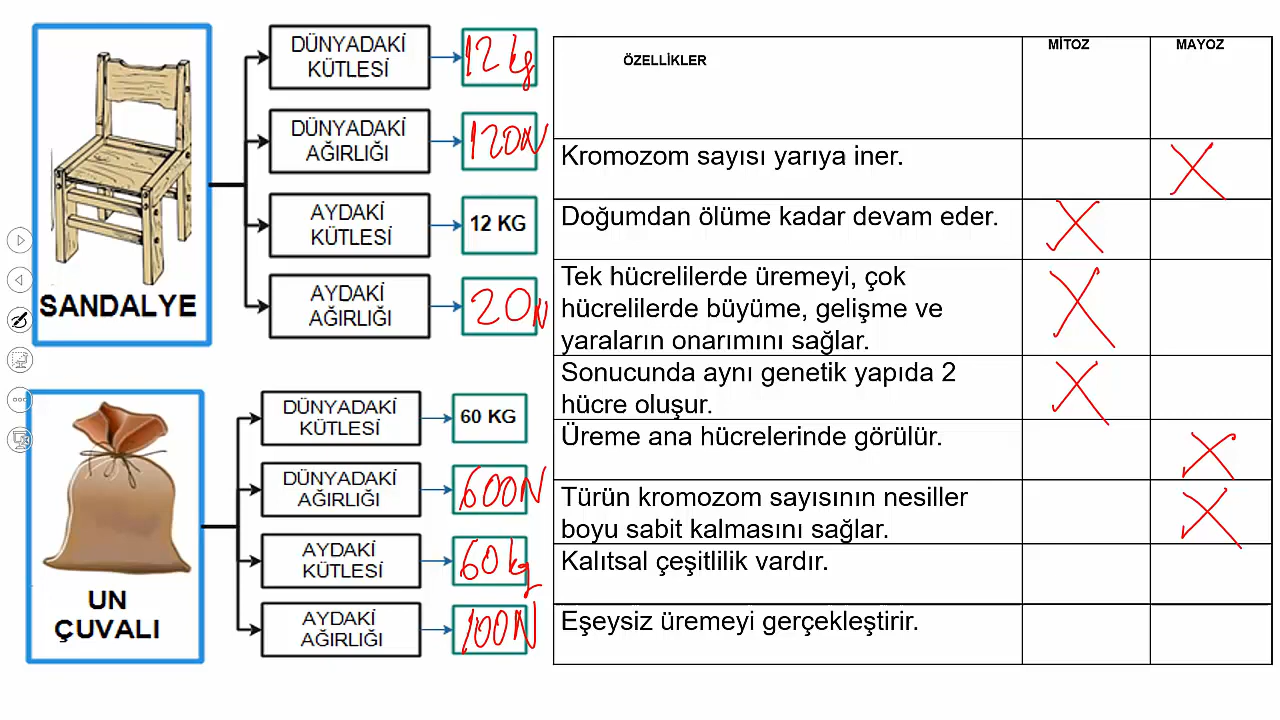 DÜNYADAKİ
KÜTLESİ
12 kg
DÜNYADAKİ
AĞIRLIĞI
120N
AYDAKİ
KÜTLESİ
12 KG
AYDAKİ
AĞIRLIĞI
20N
SANDALYE
DÜNYADAKİ
KÜTLESİ
60 KG
DÜNYADAKİ
AĞIRLIĞI
600N
AYDAKİ
KÜTLESİ
60 kg
AYDAKİ
AĞIRLIĞI
100N
UN
ÇUVALI
ÖZELLİKLER
MİTOZ
MAYOZ
Kromozom sayısı yarıya iner.
X
Doğumdan ölüme kadar devam eder.
X
Tek hücrelilerde üremeyi, çok
hücrelilerde büyüme, gelişme ve
yaraların onarımını sağlar.
X
Sonucunda aynı genetik yapıda 2
hücre oluşur.
X
Üreme ana hücrelerinde görülür.
X
Türün kromozom sayısının nesiller
boyu sabit kalmasını sağlar.
X
Kalıtsal çeşitlilik vardır.
Eşeysiz üremeyi gerçekleştirir.